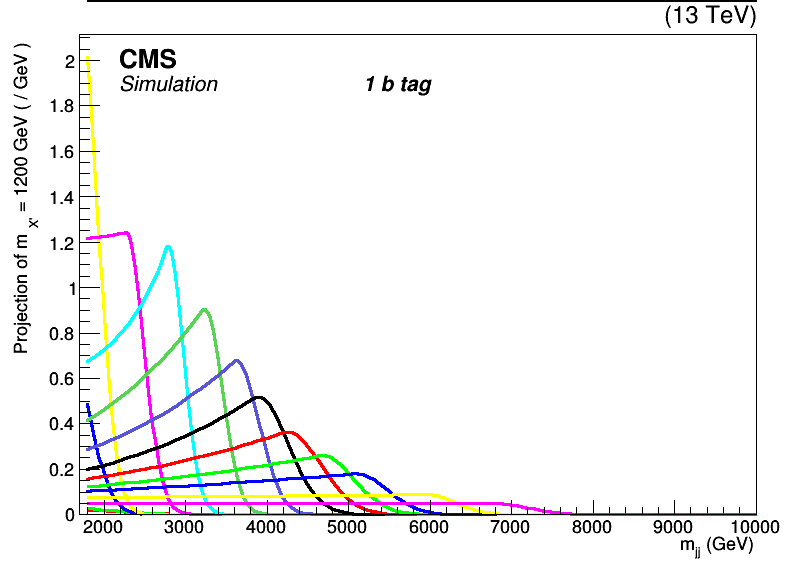 (13 TeV)
CMS
Simulation
1 b tag
Projection of m X' = 1200 GeV ( / GeV )
2
1.8
1.6
1.4
1.2
1
0.8
0.6
0.4
0.2
0
2000 3000 4000 5000 6000 7000 8000 9000 10000
m jj (GeV)